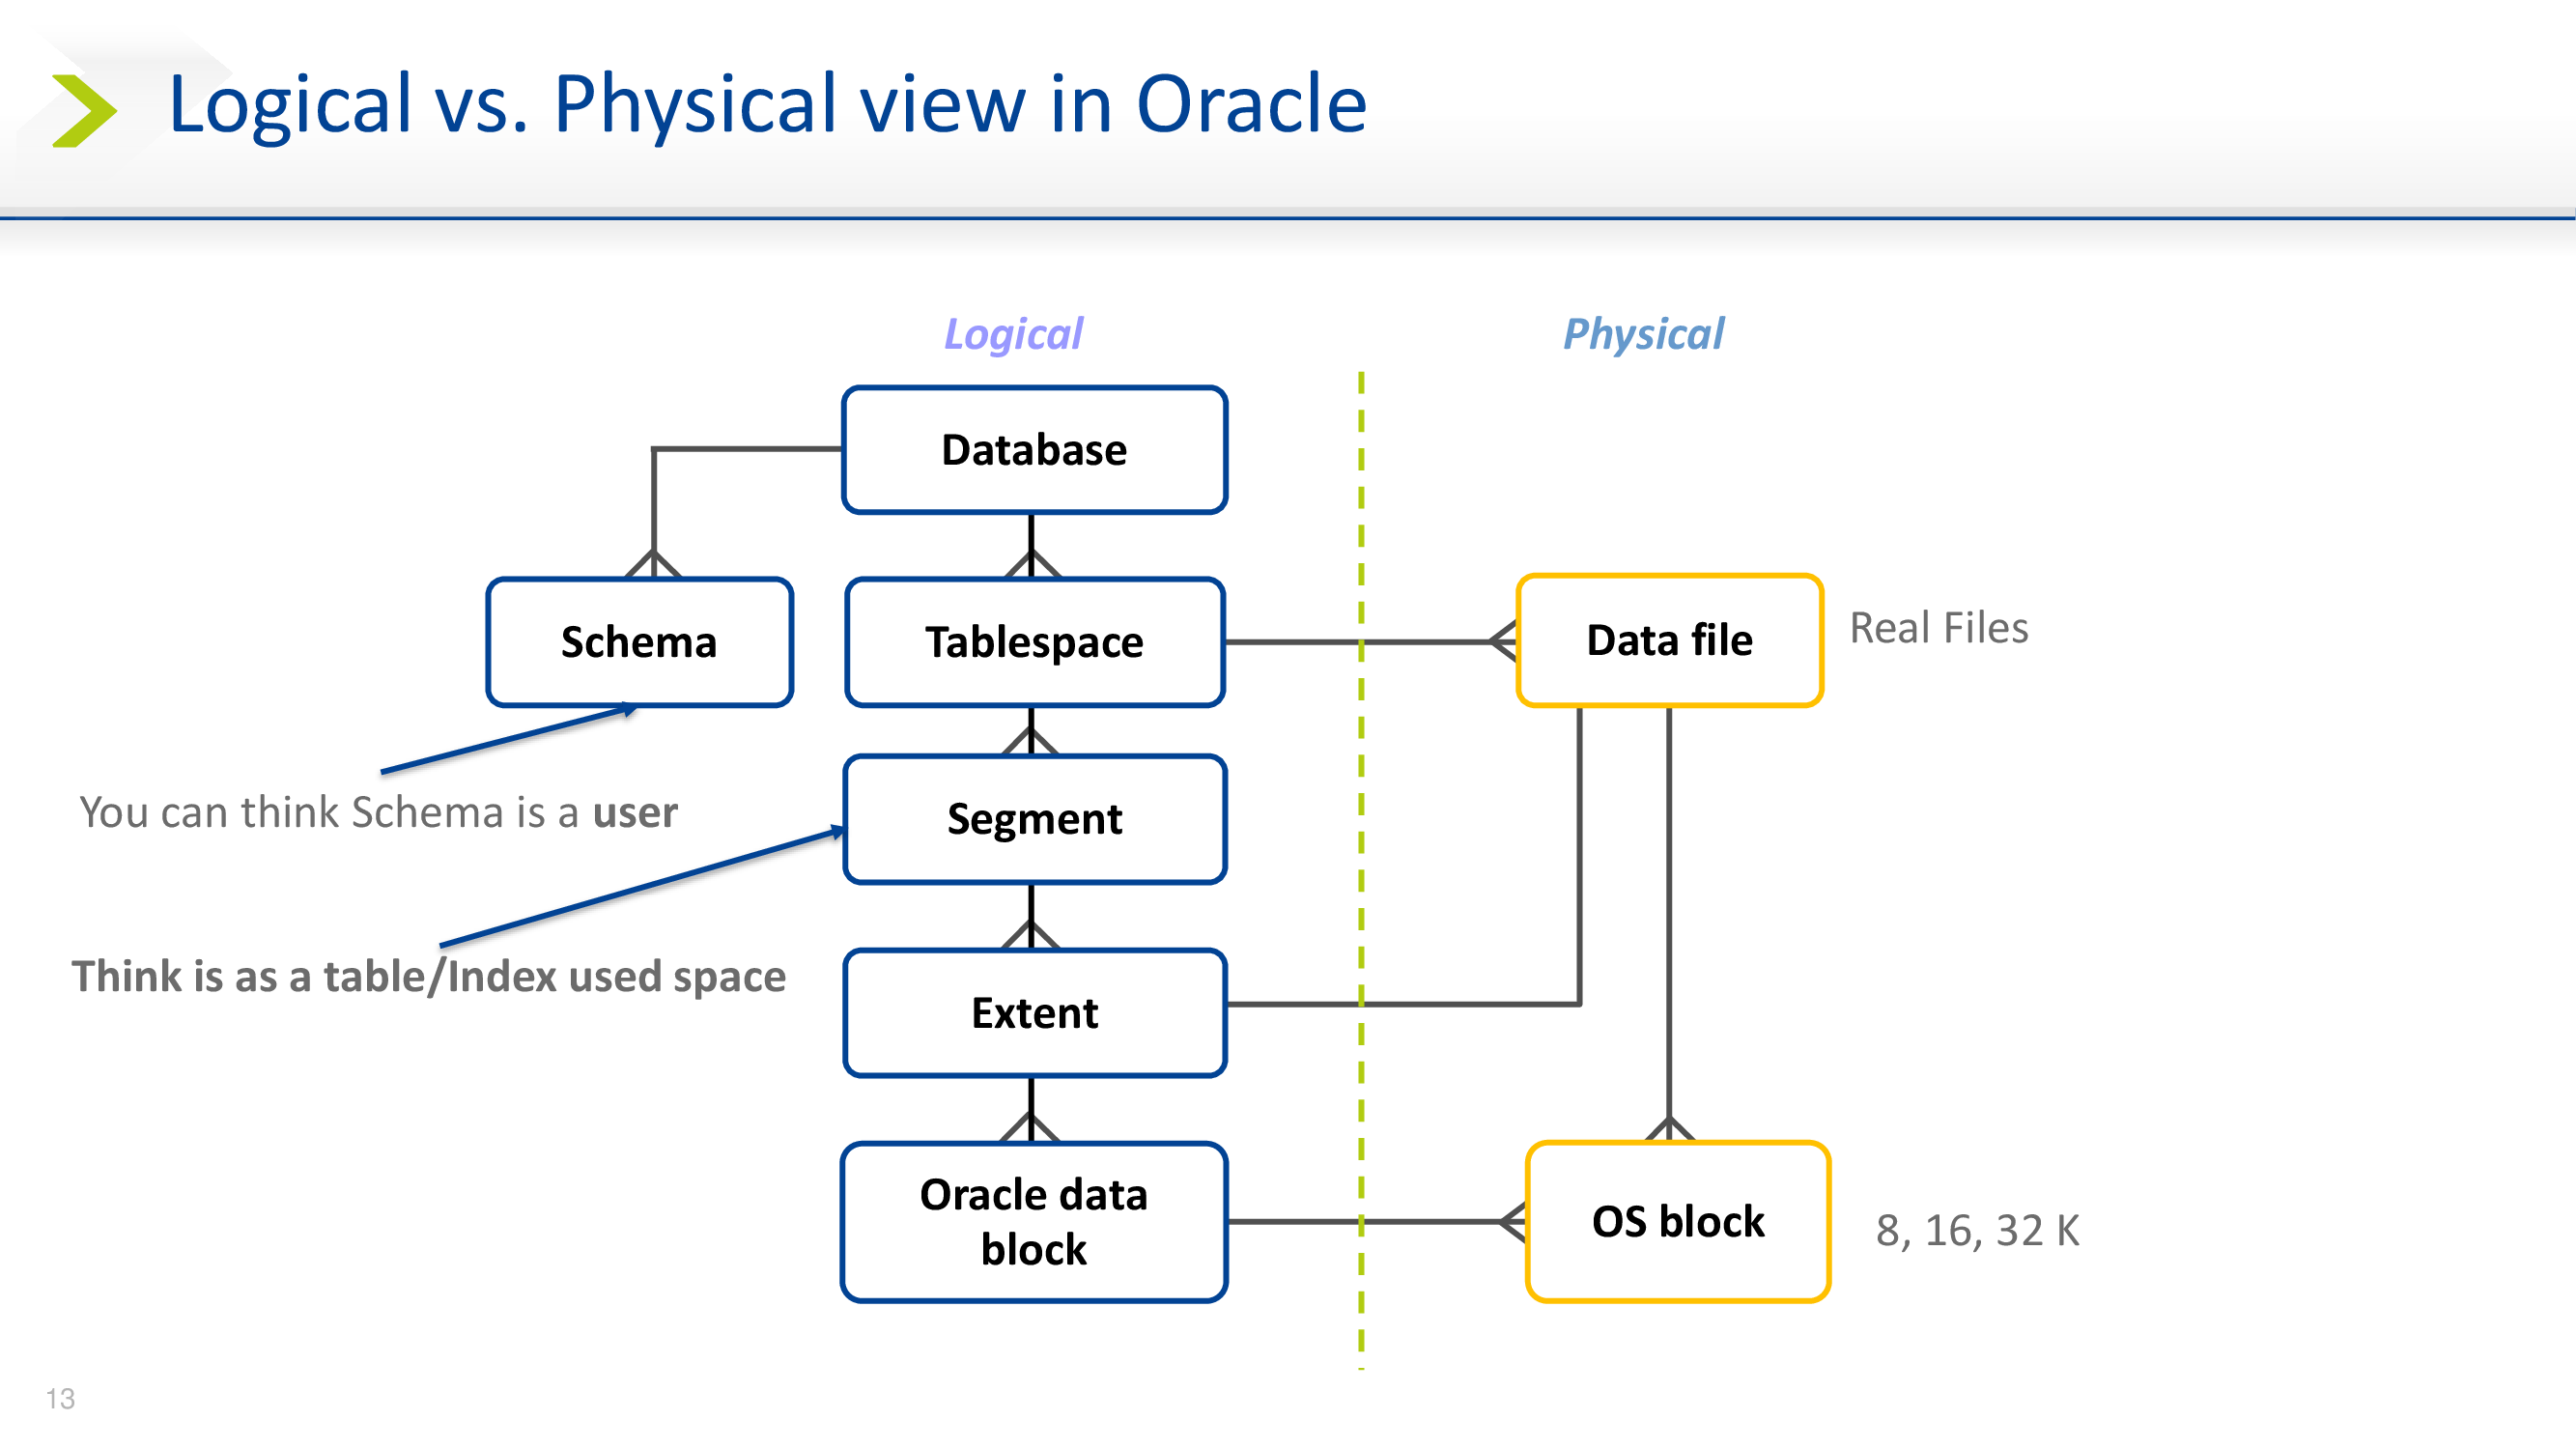 Logical vs. Physical view in Oracle
Logical
Physical
Database
Schema
Tablespace
Data file
Real Files
You can think Schema is a user
Segment
Think is as a table/Index used space
Extent
Oracle data
block
OS block
8, 16, 32 K
13